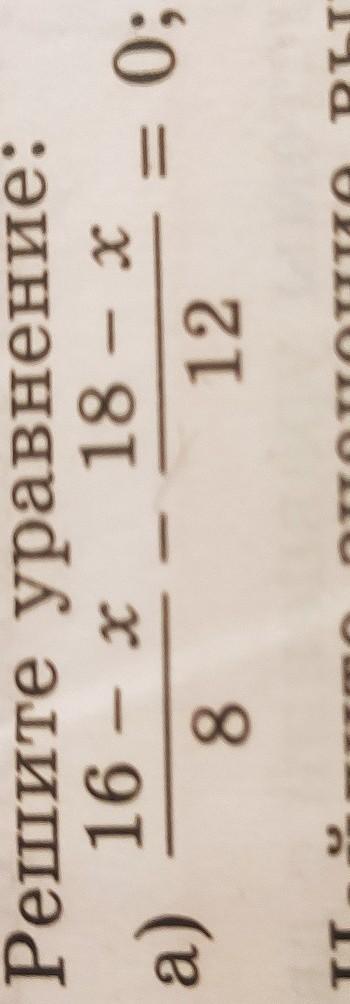 Решите уравнение:
а) 16 − x / 8 − 18 − x / 12 = 0;